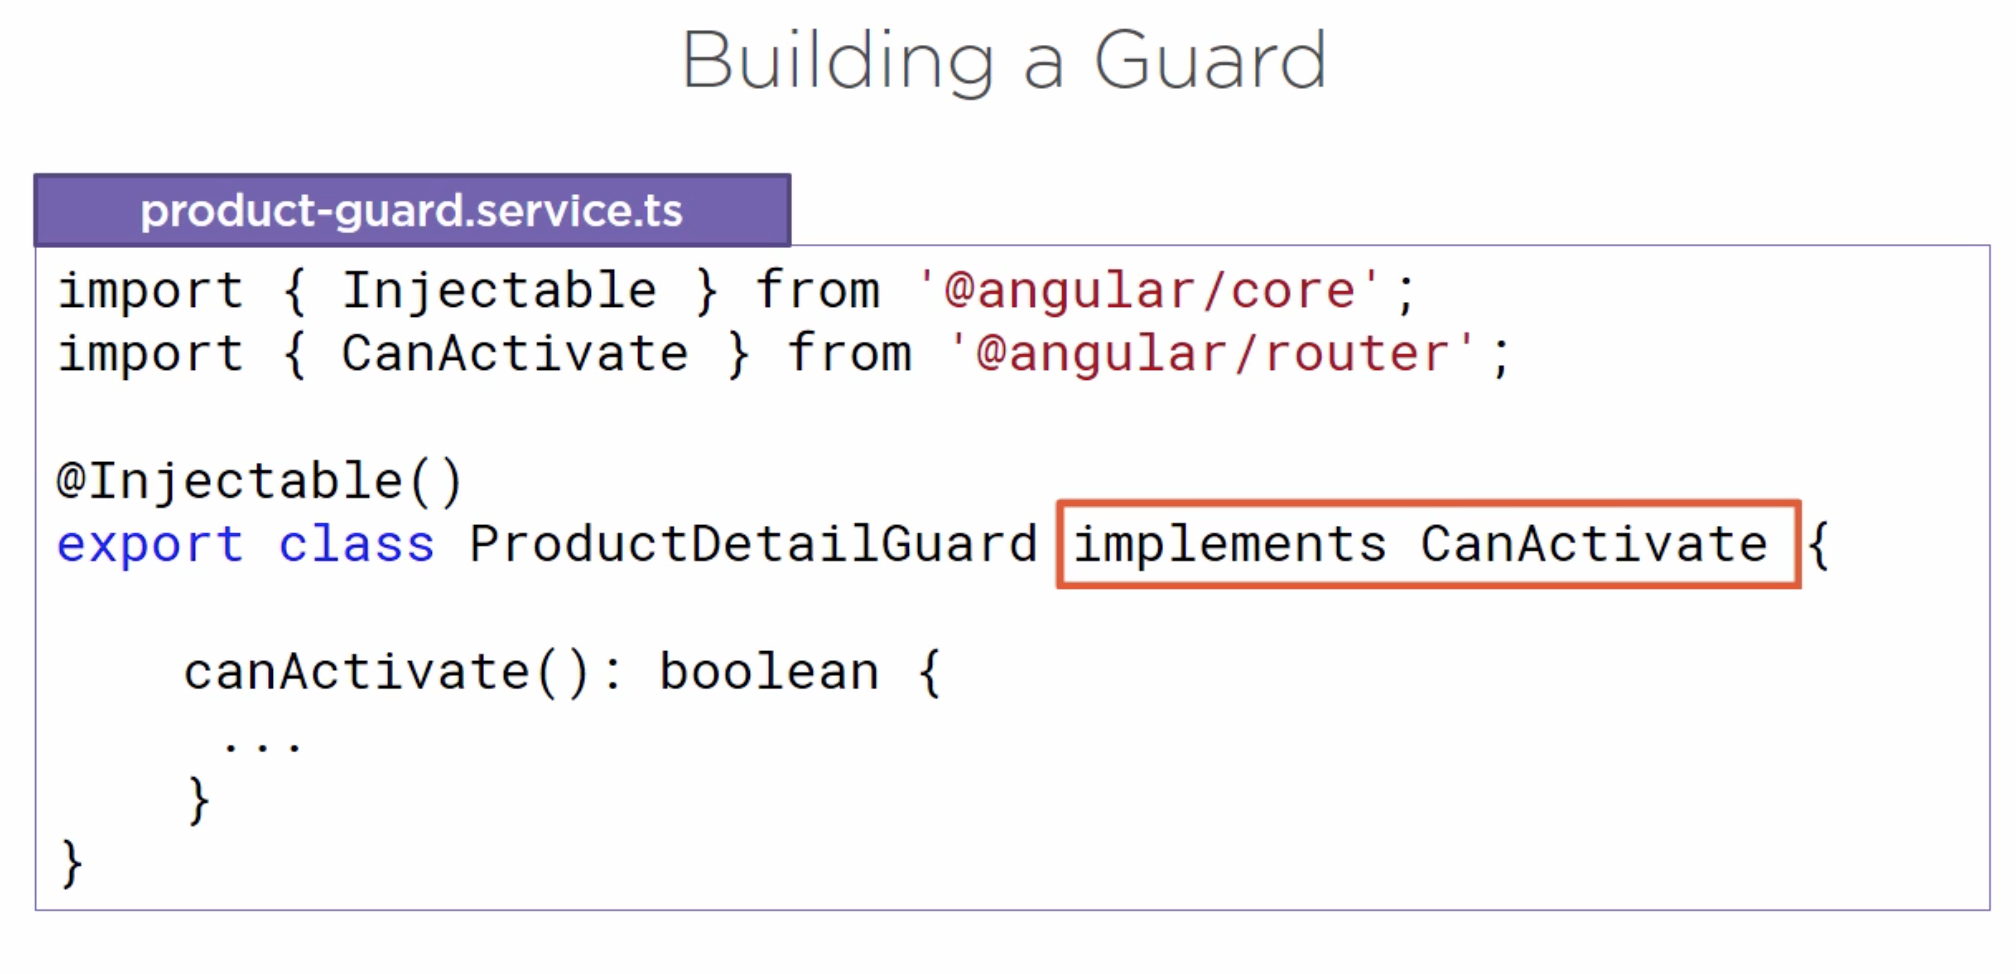 Building a Guard
product-guard.service.ts
import { Injectable } from '@angular/core';
import { CanActivate } from '@angular/router';
@Injectable()
export class ProductDetailGuard implements CanActivate {
canActivate(): boolean {
...
}
}